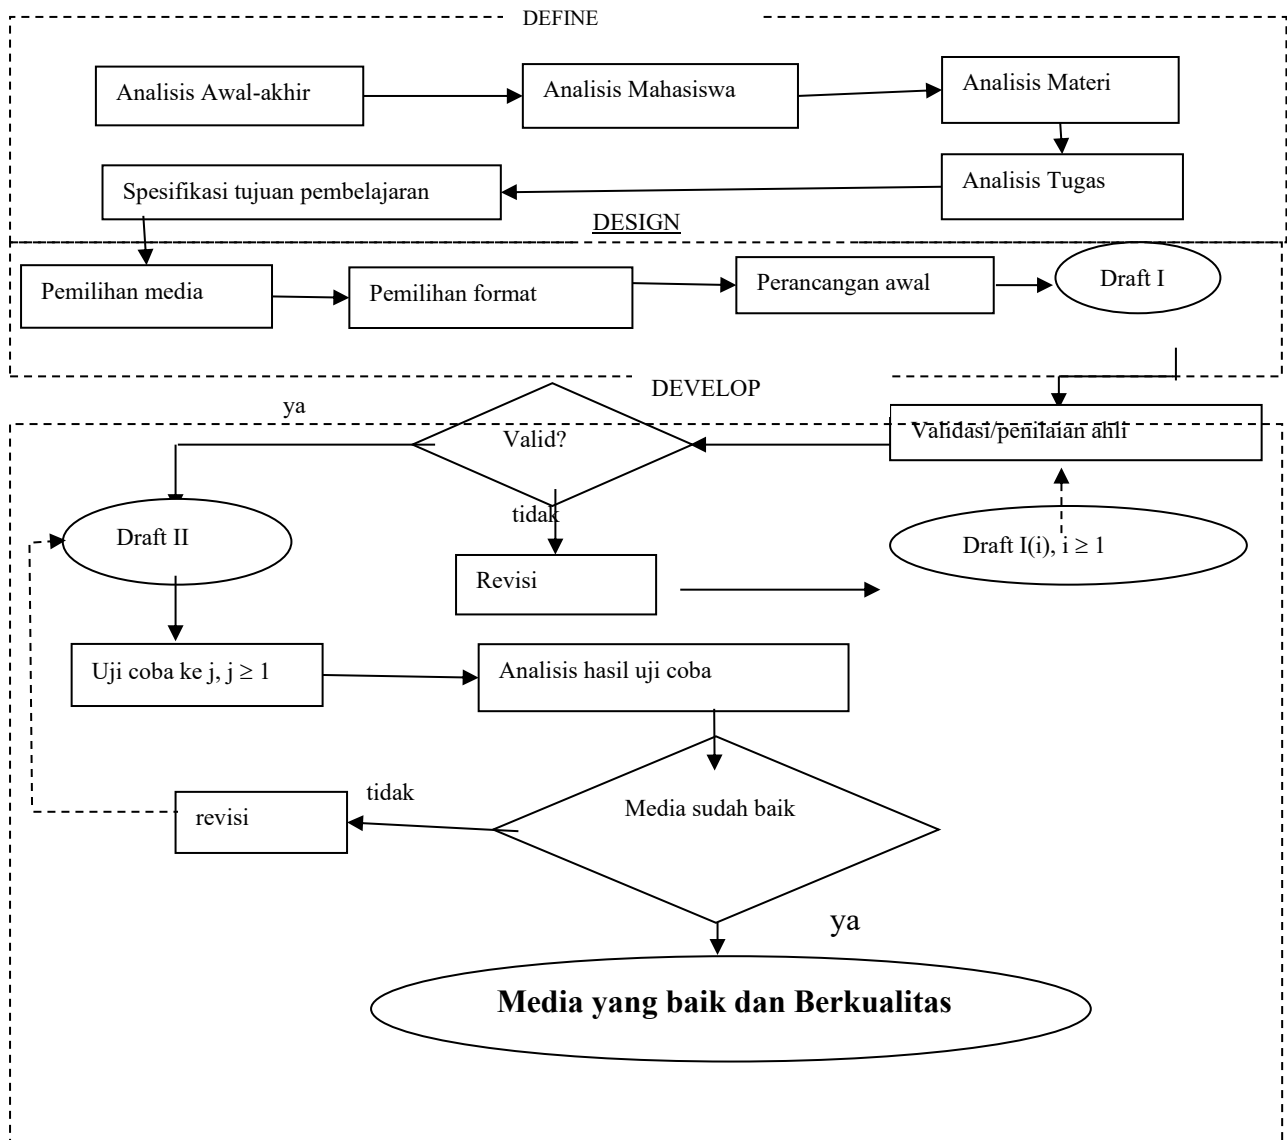 DEFINE
Analisis Awal-akhir
Analisis Mahasiswa
Analisis Materi
Spesifikasi tujuan pembelajaran
Analisis Tugas
DESIGN
Pemilihan media
Pemilihan format
Perancangan awal
Draft I
DEVELOP
ya
Valid?
Validasi/penilaian ahli
tidak
Draft II
Draft I(i), i ≥ 1
Revisi
Uji coba ke j, j ≥ 1
Analisis hasil uji coba
tidak
revisi
Media sudah baik
ya
Media yang baik dan Berkualitas